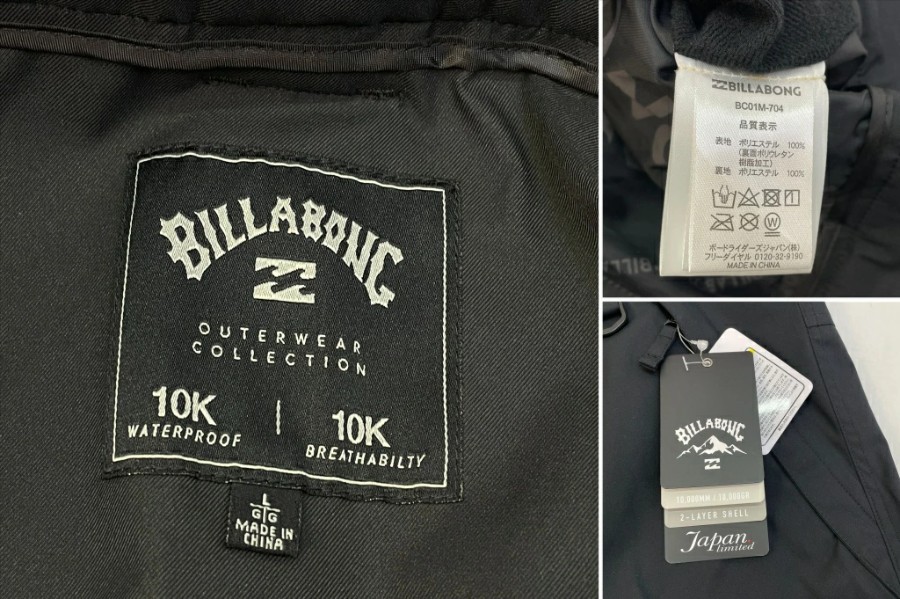 BILLABONG
OUTERWEAR
COLLECTION
10K
WATERPROOF
10K
BREATHABILTY
L
G G
MADE IN
CHINA
BILLABONG
BC01M-704
品質表示
表地 ポリエステル 100%
(裏面ポリウレタン
樹脂加工)
裏地 ポリエステル 100%
ボードライダーズジャパン(株)
フリーダイヤル 0120-32-9190
MADE IN CHINA
BILLABONG
10,000MM / 10,000GR
2-LAYER SHELL
Japan.
limited